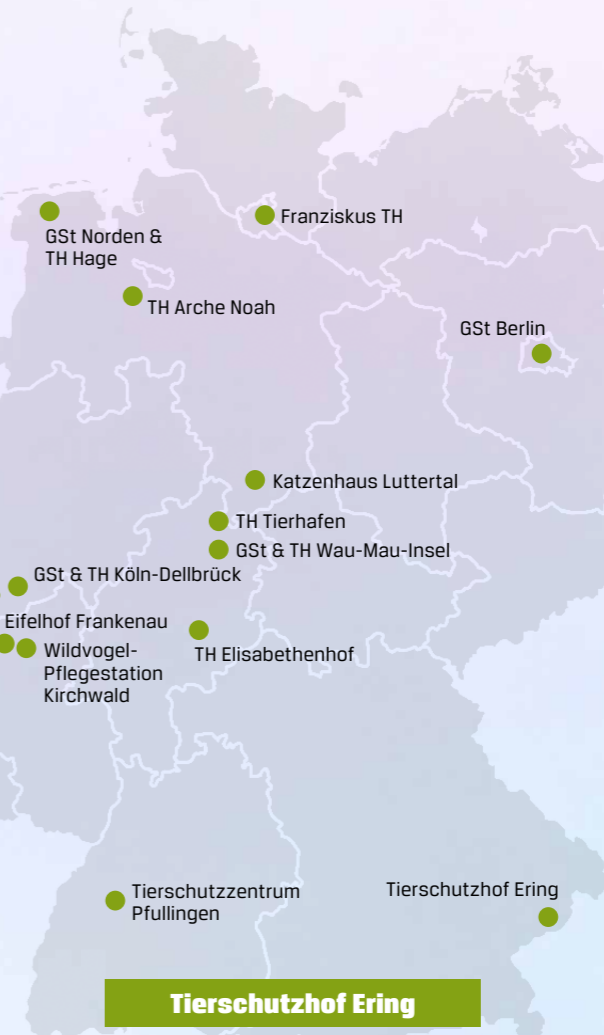 Franziskus TH
GSt Norden &
TH Hage
TH Arche Noah
GSt Berlin
Katzenhaus Luttertal
TH Tierhafen
GSt & TH Wau-Mau-Insel
GSt & TH Köln-Dellbrück
Eifelhof Frankenau
Wildvogel-
Pflegestation
Kirchwald
TH Elisabethenhof
Tierschutzzentrum
Pfullingen
Tierschutzhof Ering
Tierschutzhof Ering